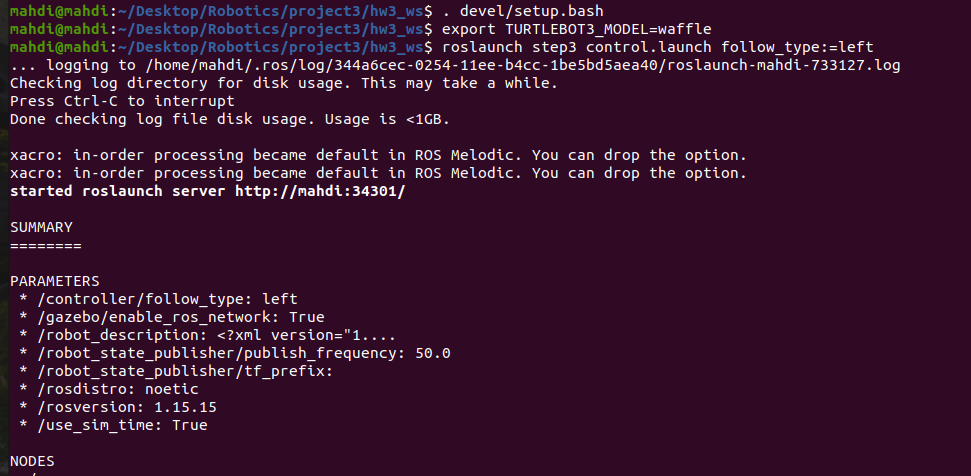 mahdi@mahdi:~/Desktop/Robotics/project3/hw3_ws$ . devel/setup.bash
mahdi@mahdi:~/Desktop/Robotics/project3/hw3_ws$ export TURTLEBOT3_MODEL=waffle
mahdi@mahdi:~/Desktop/Robotics/project3/hw3_ws$ roslaunch step3 control.launch follow_type:=left
... logging to /home/mahdi/.ros/log/344a6cec-0254-11ee-b4cc-1be5bd5aea40/roslaunch-mahdi-733127.log
Checking log directory for disk usage. This may take a while.
Press Ctrl-C to interrupt
Done checking log file disk usage. Usage is <1GB.

xacro: in-order processing became default in ROS Melodic. You can drop the option.
xacro: in-order processing became default in ROS Melodic. You can drop the option.
started roslaunch server http://mahdi:34301/

SUMMARY
========

PARAMETERS
 * /controller/follow_type: left
 * /gazebo/enable_ros_network: True
 * /robot_description: <?xml version="1....
 * /robot_state_publisher/publish_frequency: 50.0
 * /robot_state_publisher/tf_prefix:
 * /rosdistro: noetic
 * /rosversion: 1.15.15
 * /use_sim_time: True

NODES